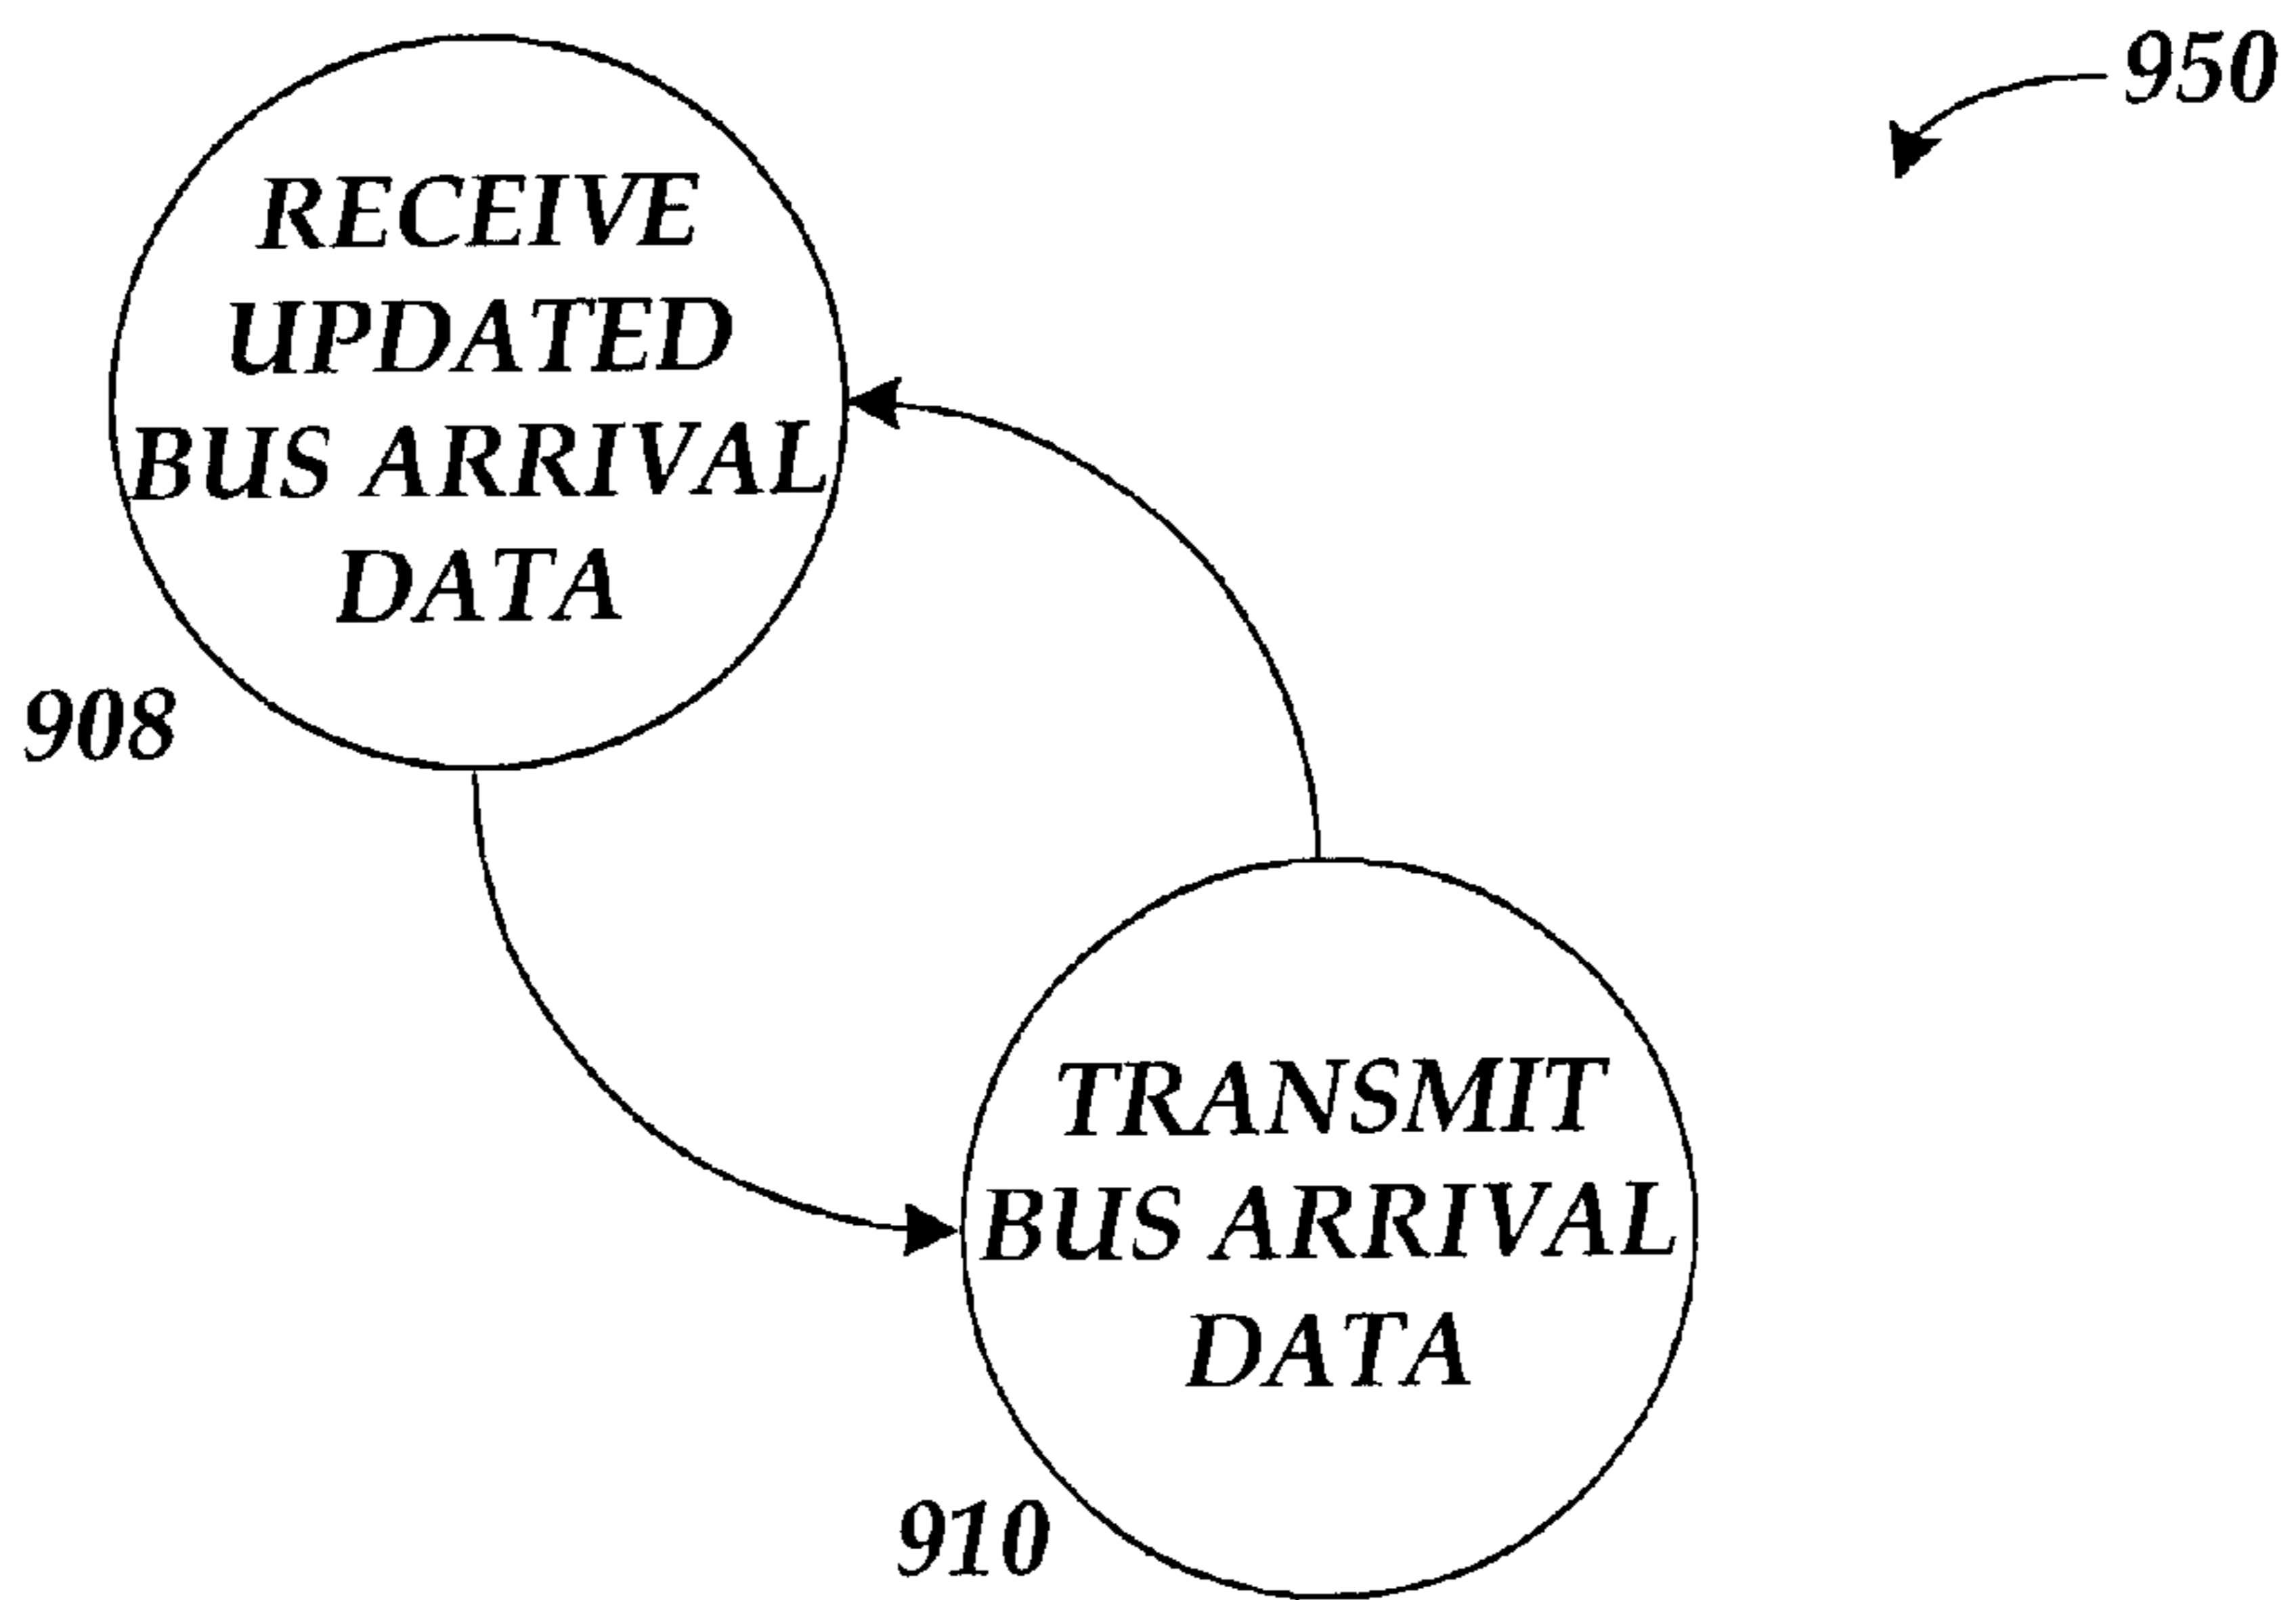 950
RECEIVE
UPDATED
BUS ARRIVAL
DATA
908
TRANSMIT
BUS ARRIVAL
DATA
910